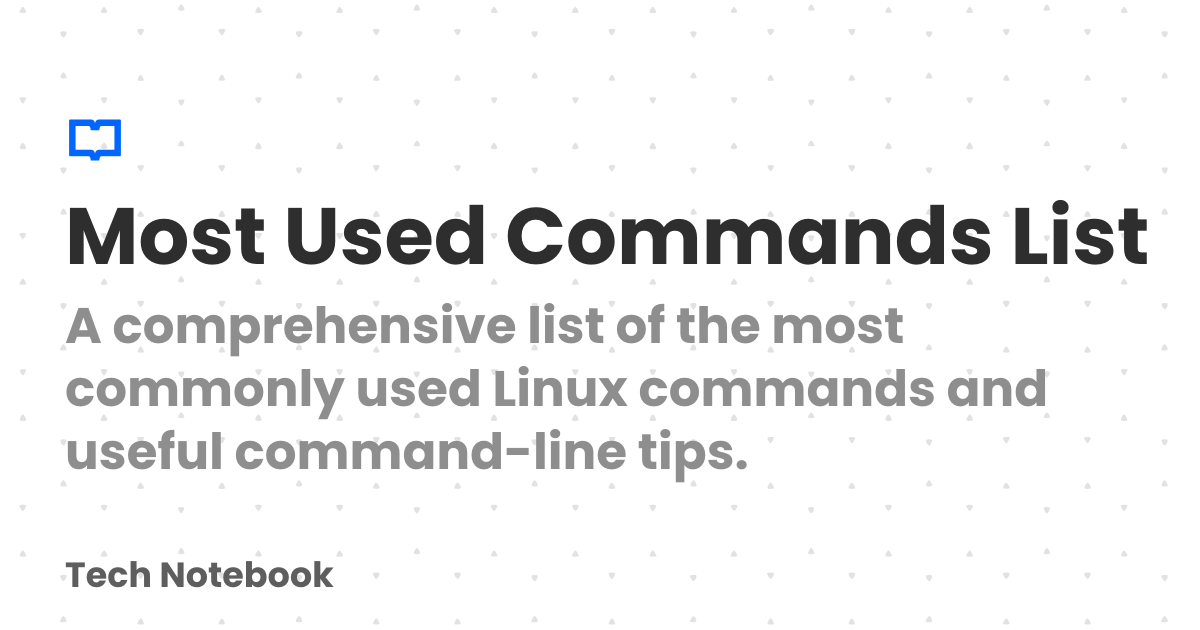 Most Used Commands List
A comprehensive list of the most
commonly used Linux commands and
useful command-line tips.
Tech Notebook